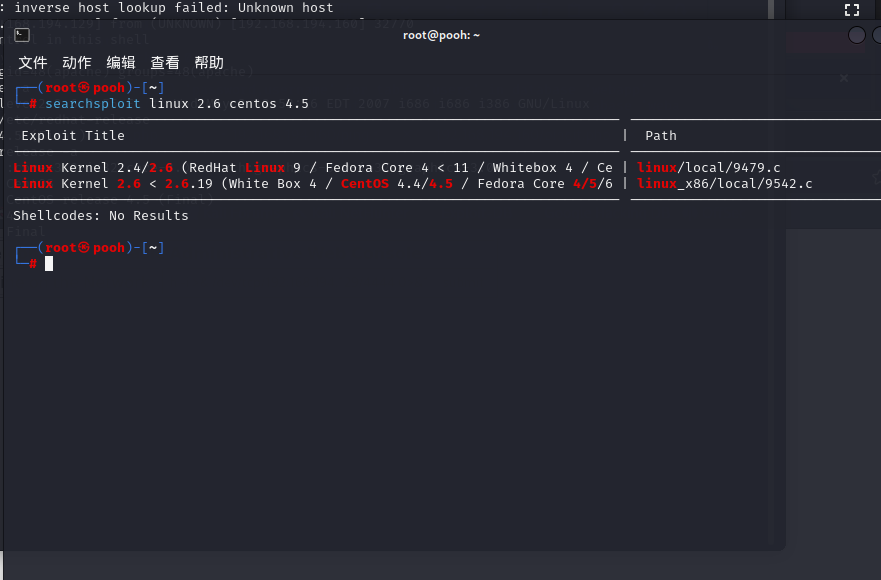 : inverse host lookup failed: Unknown host
root@pooh: ~
文件 动作 编辑 查看 帮助
┌──(root㉿pooh)-[~]
└─# searchsploit linux 2.6 centos 4.5
Exploit Title | Path
Linux Kernel 2.4/2.6 (RedHat Linux 9 / Fedora Core 4 < 11 / Whitebox 4 / Ce | linux/local/9479.c
Linux Kernel 2.6 < 2.6.19 (White Box 4 / CentOS 4.4/4.5 / Fedora Core 4/5/6 | linux_x86/local/9542.c
Shellcodes: No Results
┌──(root㉿pooh)-[~]
└─#